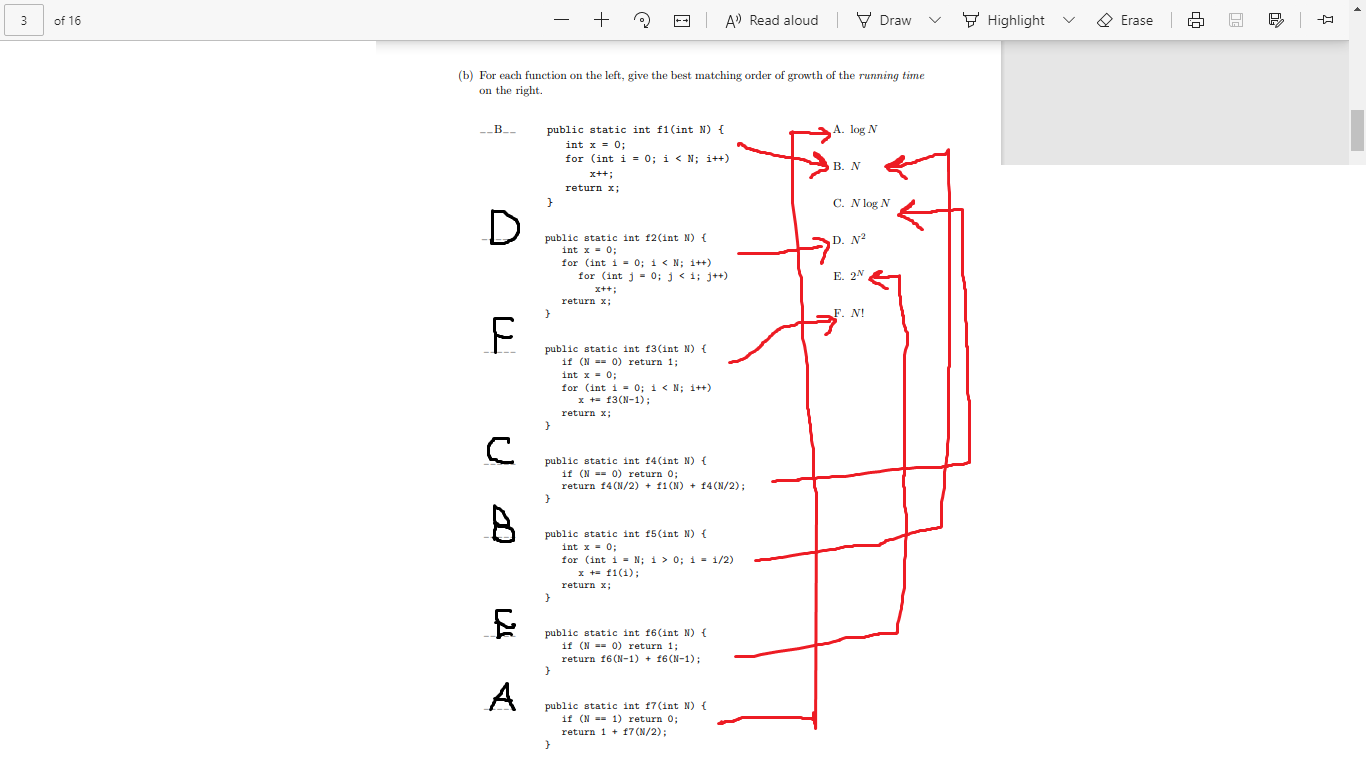 3 of 16 Read aloud Draw Highlight Erase
(b) For each function on the left, give the best matching order of growth of the running time
on the right.
__B__ public static int f1(int N) { A. log N
int x = 0;
for (int i = 0; i < N; i++) B. N
x++;
return x;
} C. N log N
D public static int f2(int N) { D. N²
int x = 0;
for (int i = 0; i < N; i++)
for (int j = 0; j < i; j++) E. 2ᴺ
x++;
return x;
} F. N!
F public static int f3(int N) {
if (N == 0) return 1;
int x = 0;
for (int i = 0; i < N; i++)
x += f3(N-1);
return x;
}
C public static int f4(int N) {
if (N == 0) return 0;
return f4(N/2) + f1(N) + f4(N/2);
}
B public static int f5(int N) {
int x = 0;
for (int i = N; i > 0; i = i/2)
x += f1(i);
return x;
}
E public static int f6(int N) {
if (N == 0) return 1;
return f6(N-1) + f6(N-1);
}
A public static int f7(int N) {
if (N == 1) return 0;
return 1 + f7(N/2);
}